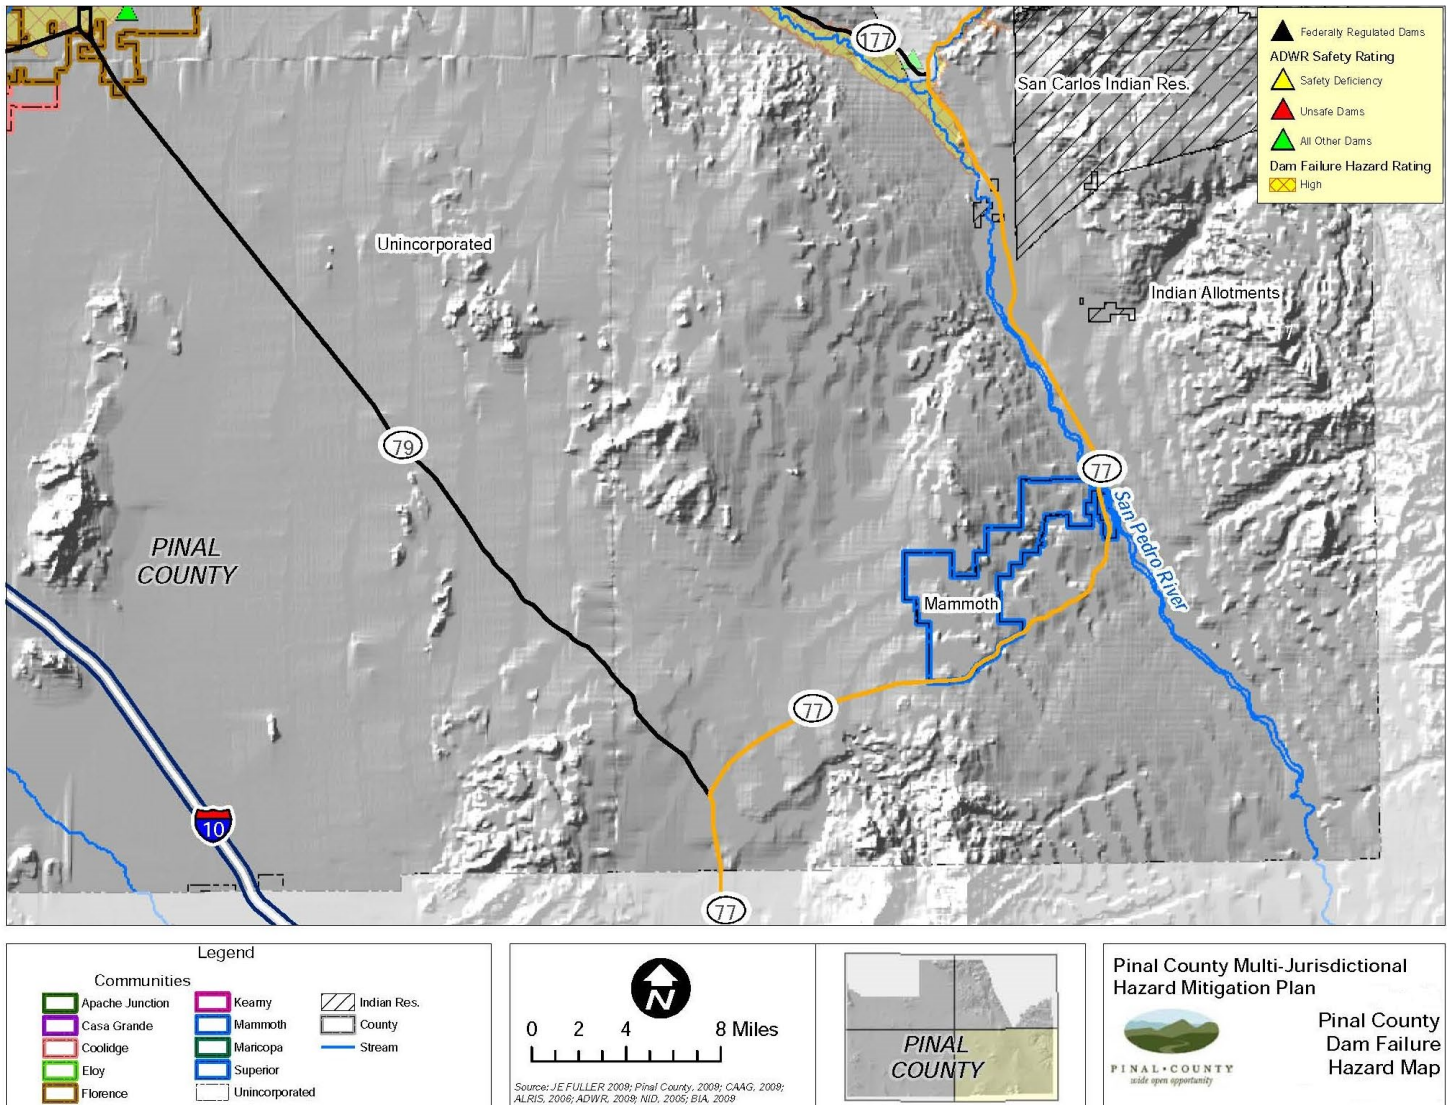 177
San Carlos Indian Res.
Federally Regulated Dams
ADWR Safety Rating
Safety Deficiency
Unsafe Dams
All Other Dams
Dam Failure Hazard Rating
High
Unincorporated
Indian Allotments
79
77
San Pedro River
PINAL
COUNTY
Mammoth
77
10
77
Legend
Communities
Apache Junction
Casa Grande
Coolidge
Eloy
Florence
Kearny
Mammoth
Maricopa
Superior
Unincorporated
Indian Res.
County
Stream
N
0 2 4 8 Miles
Source: JE FULLER 2009; Pinal County, 2009; CAAG, 2009;
ALRIS, 2006; ADWR, 2009; NID, 2005; BIA, 2009
PINAL
COUNTY
Pinal County Multi-Jurisdictional
Hazard Mitigation Plan
PINAL • COUNTY
wide open opportunity
Pinal County
Dam Failure
Hazard Map